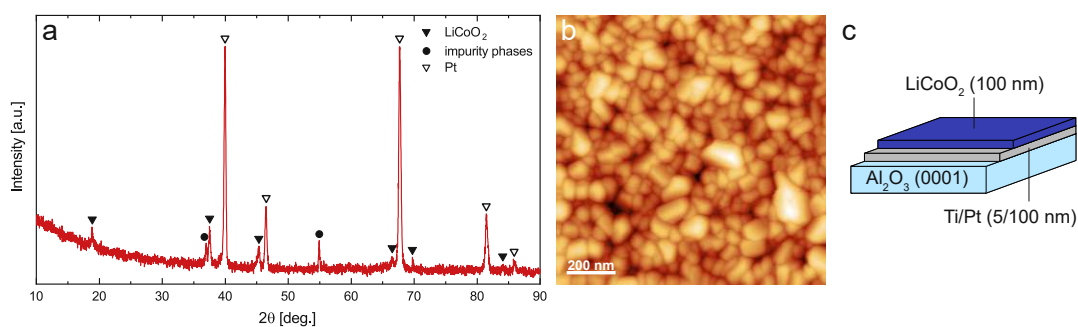 a
LiCoO₂
impurity phases
Pt
Intensity [a.u.]
10 20 30 40 50 60 70 80 90
2θ [deg.]
b
200 nm
c
LiCoO₂ (100 nm)
Al₂O₃ (0001)
Ti/Pt (5/100 nm)